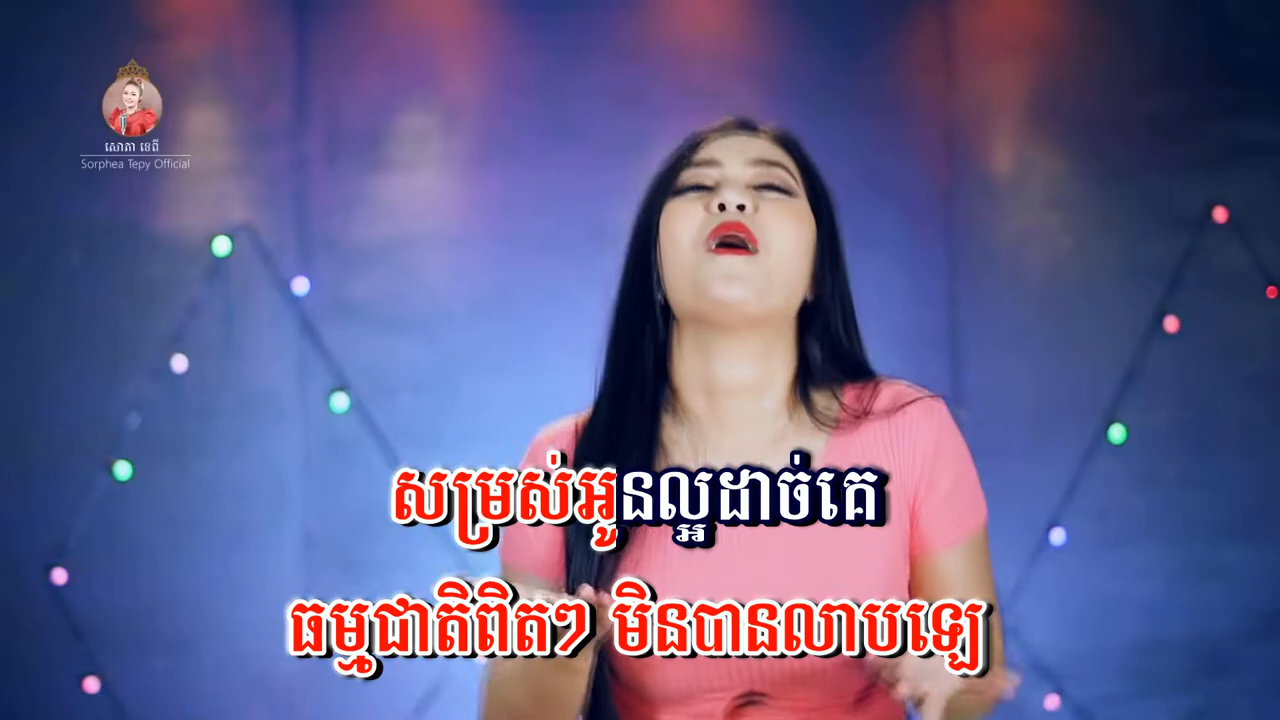 សោភា ទេពី
Sorphea Tepy Official
សម្រស់អូនល្អដាច់គេ
ធម្មជាតិពិតៗ មិនបានលាបឡេ